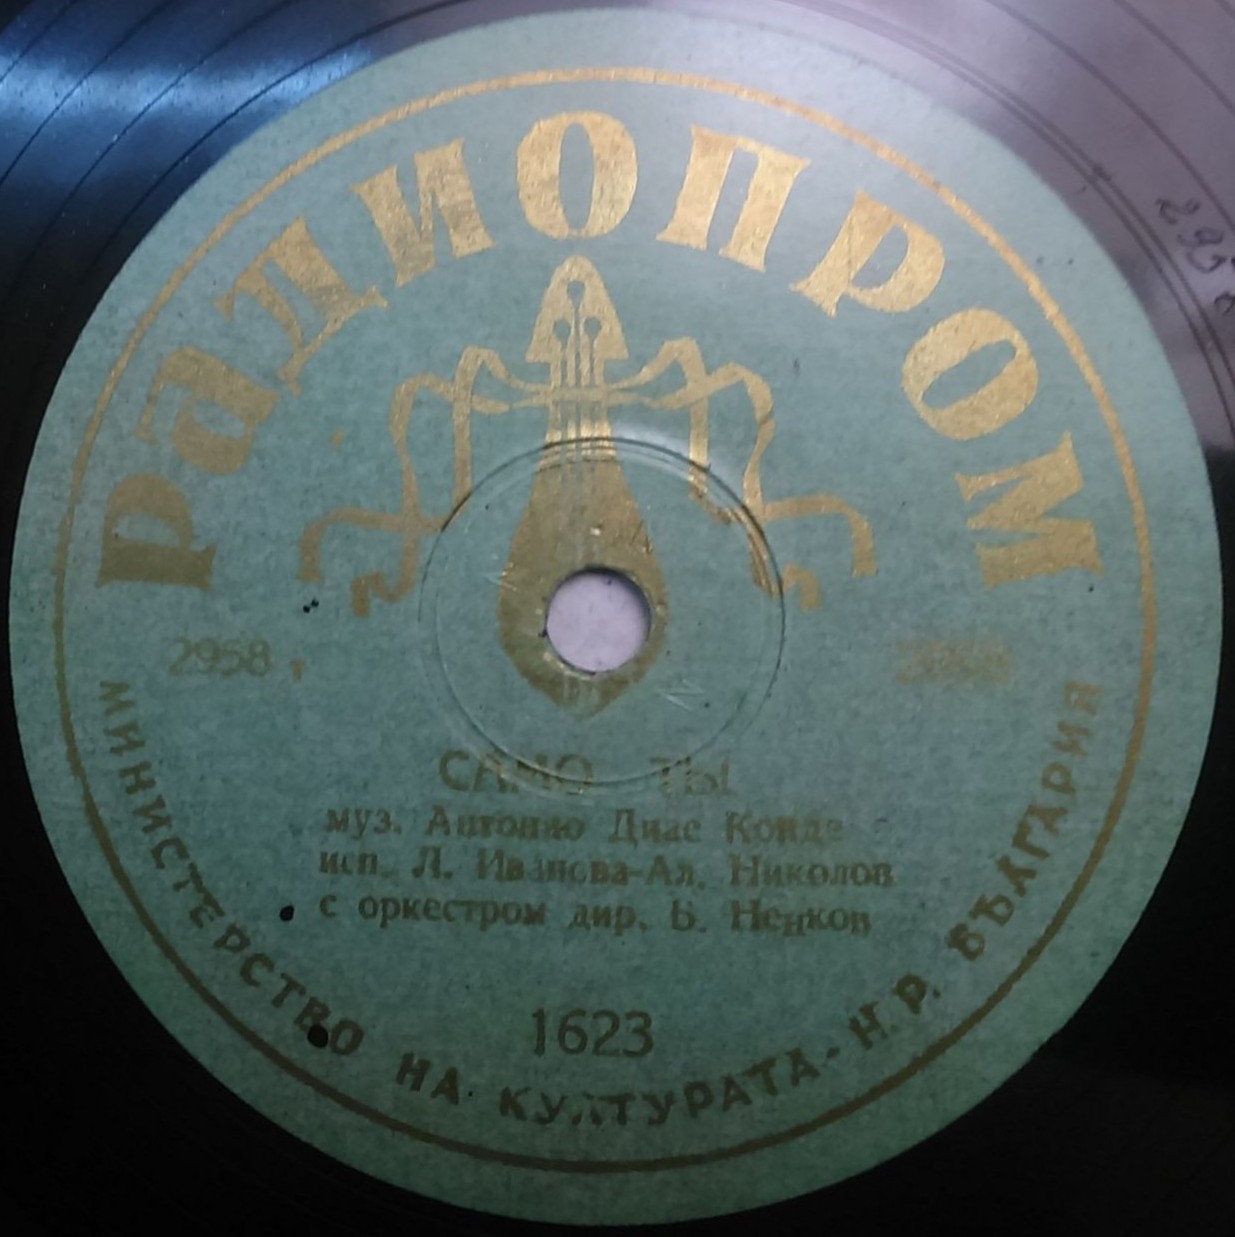 РАДИОПРОМ
2958
САМО ТЫ
муз. Антонио Диас Конде
исп. Л. Иванова-Ал. Николов
с оркестром дир. Б. Ненков
1623
МИНИСТЕРСТВО НА КУЛТУРАТА - Н. Р. БЪЛГАРИЯ